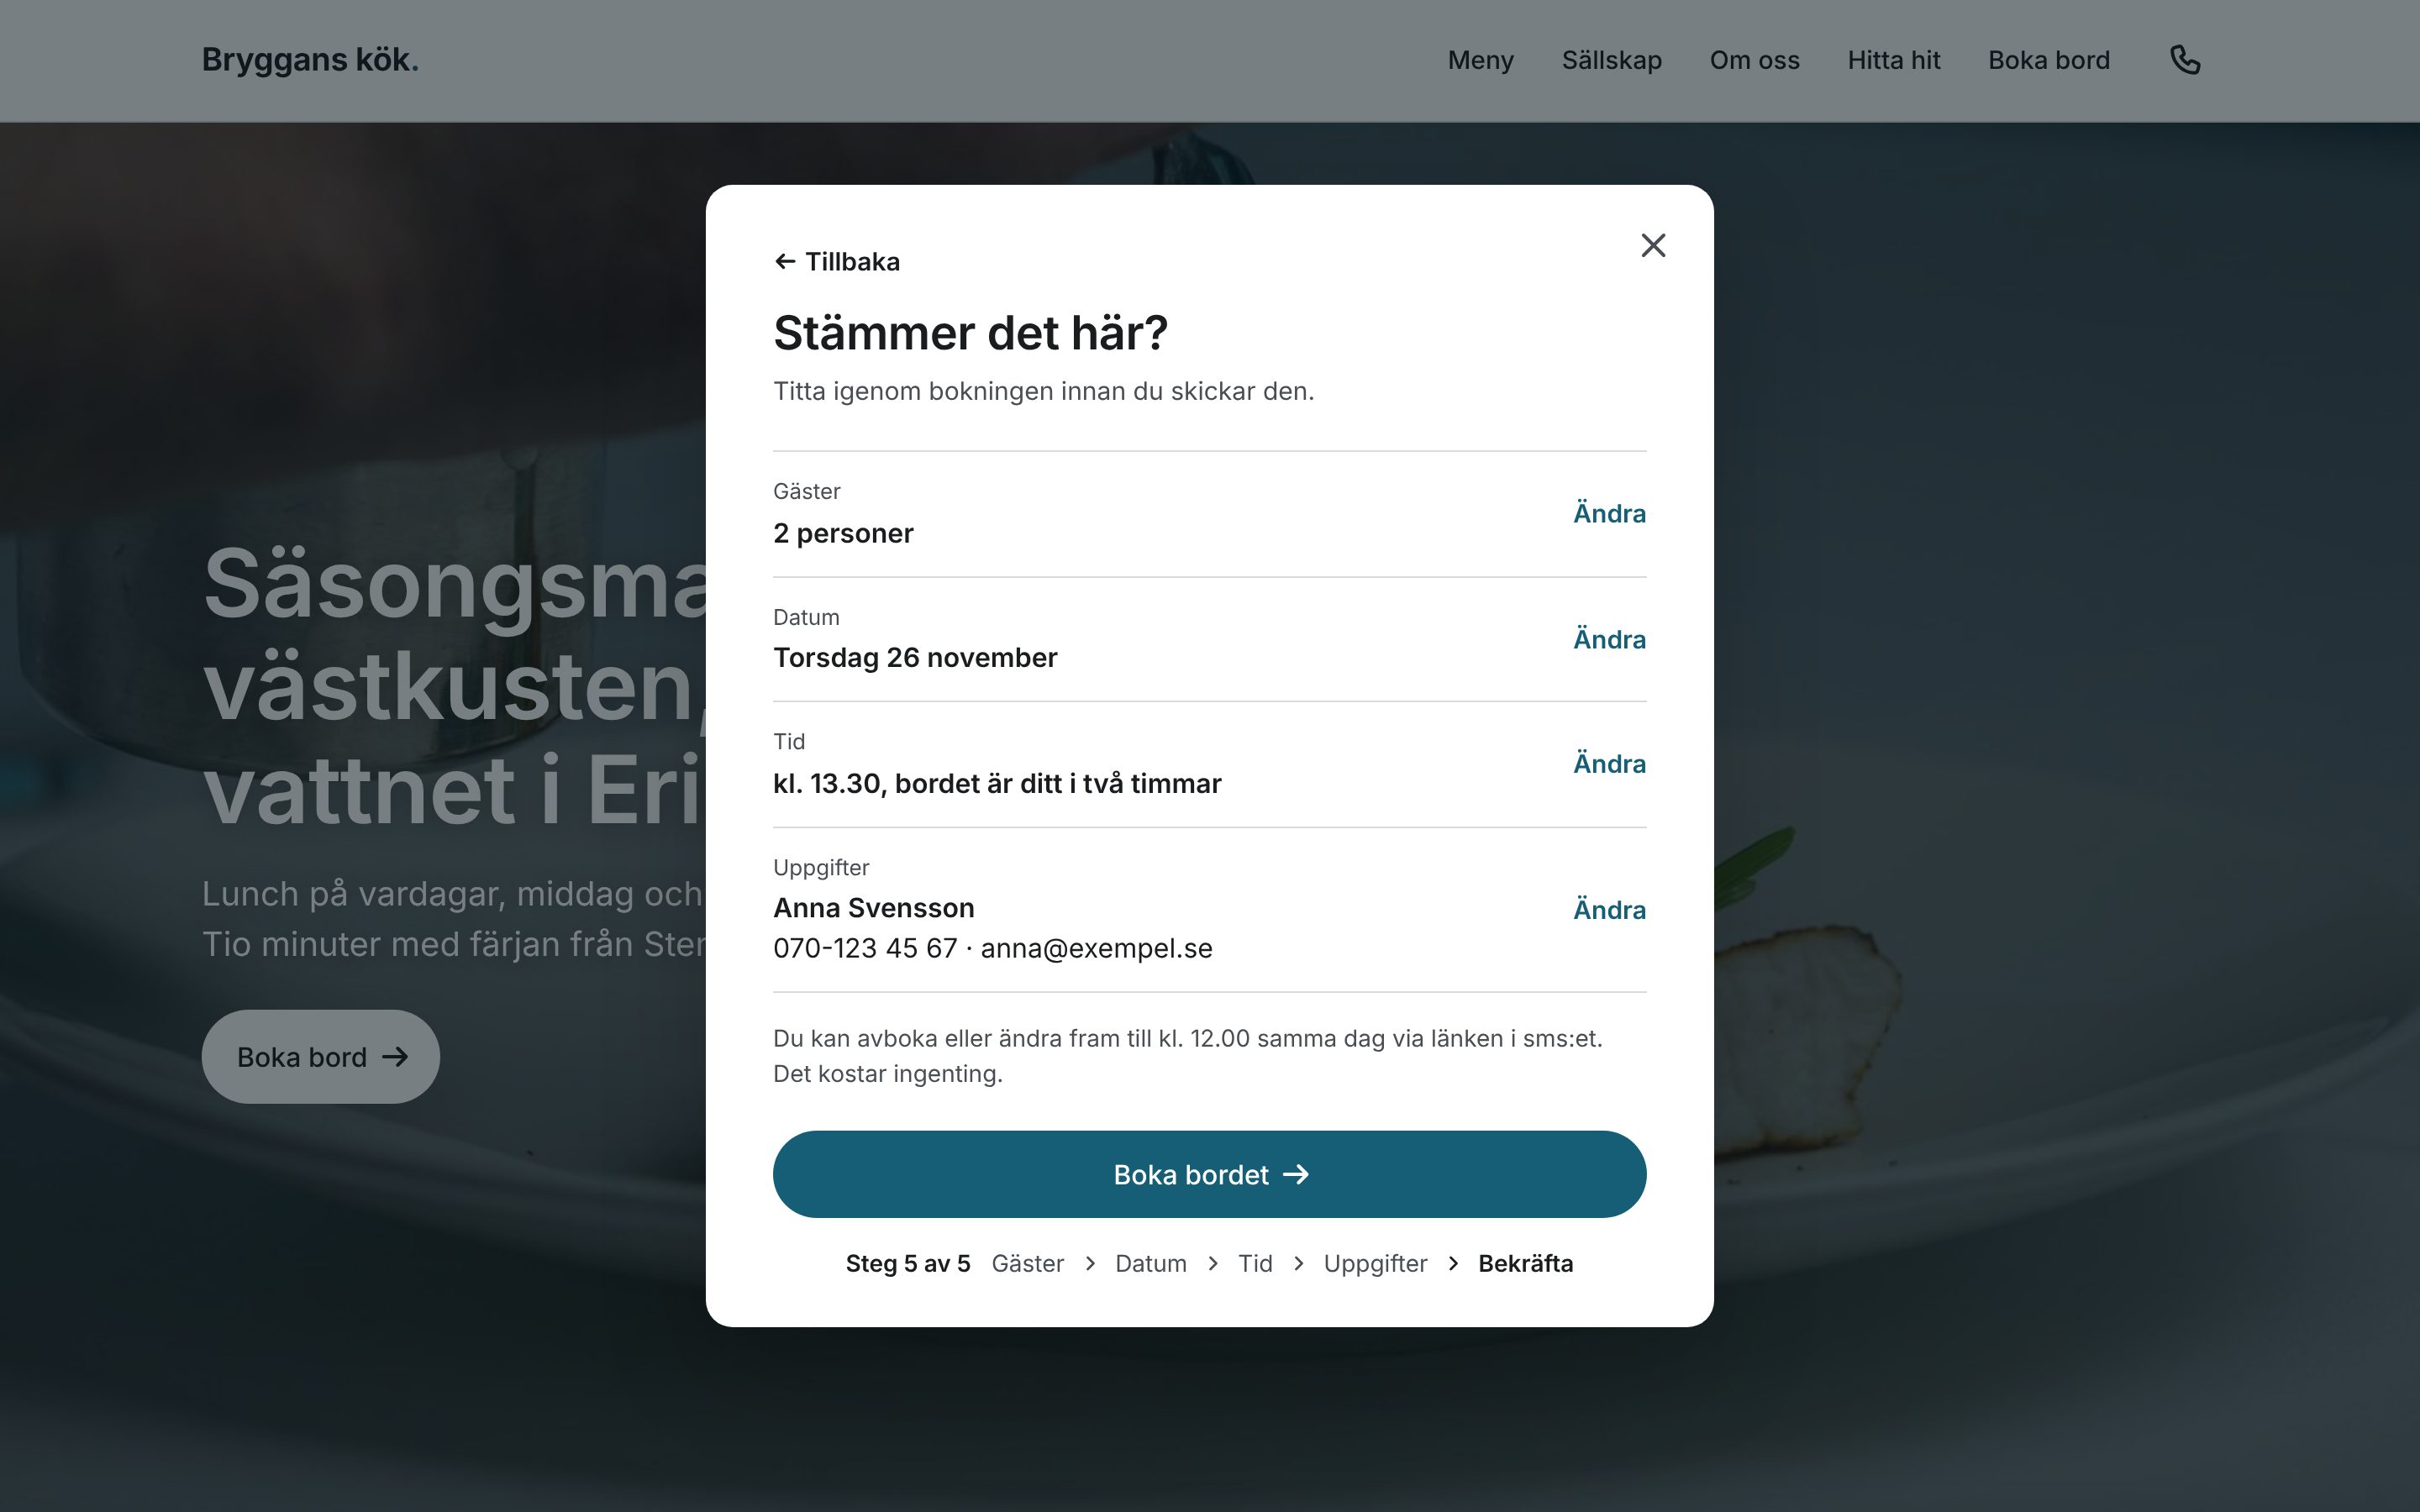 Bryggans kök.
Meny Sällskap Om oss Hitta hit Boka bord
Tillbaka
Stämmer det här?
Titta igenom bokningen innan du skickar den.
Gäster
2 personer
Ändra
Datum
Torsdag 26 november
Ändra
Tid
kl. 13.30, bordet är ditt i två timmar
Ändra
Uppgifter
Anna Svensson
070-123 45 67 · anna@exempel.se
Ändra
Du kan avboka eller ändra fram till kl. 12.00 samma dag via länken i sms:et.
Det kostar ingenting.
Boka bordet
Steg 5 av 5 Gäster > Datum > Tid > Uppgifter > Bekräfta
västkusten,
vattnet i
Lunch på vardagar, middag och
Tio minuter med färjan från
Boka bord